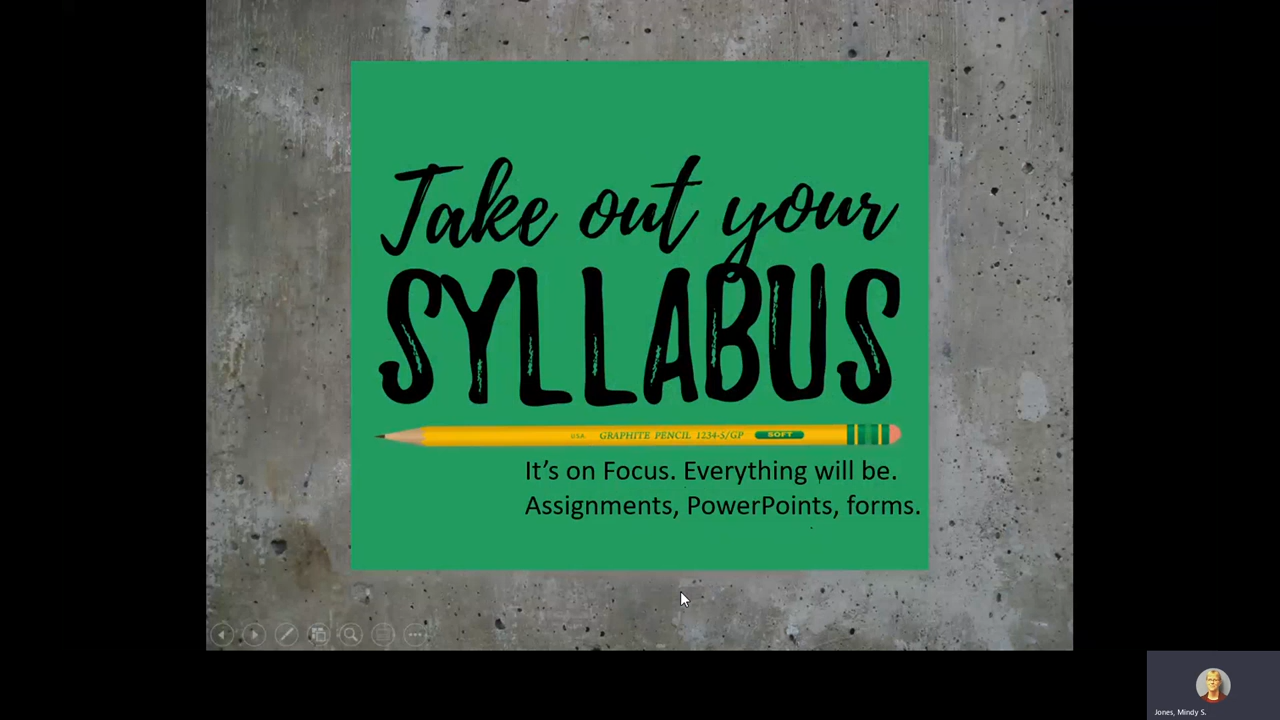 Take out your
SYLLABUS
U.S.A. GRAPHITE PENCIL 1234-5/GP SOFT
It's on Focus. Everything will be.
Assignments, PowerPoints, forms.
Jones, Mindy S.